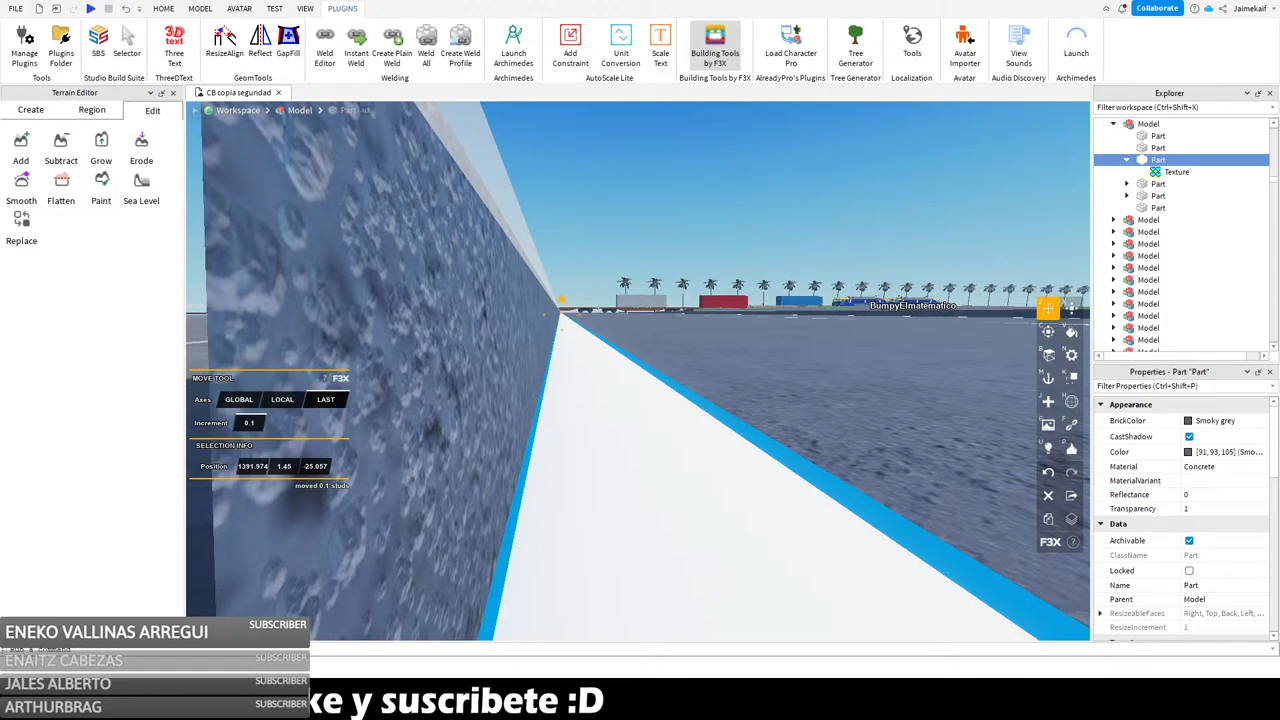 FILE HOME MODEL AVATAR TEST VIEW PLUGINS Collaborate Jaimekaif
Manage Plugins
Plugins Folder
Tools
SBS
Selector
Studio Build Suite
3D text
Three Text
ThreeDText
ResizeAlign
Reflect
GapFill
GeomTools
Weld Editor
Instant Weld
Create Plain Weld
Weld All
Create Weld Profile
Welding
Launch Archimedes
Archimedes
Add Constraint
Unit Conversion
Scale Text
AutoScale Lite
Building Tools by F3X
Building Tools by F3X
Load Character Pro
AlreadyPro's Plugins
Tree Generator
Tree Generator
Tools
Localization
Avatar Importer
Avatar
View Sounds
Audio Discovery
Launch
Archimedes
Terrain Editor
Create Region Edit
Add Subtract Grow Erode
Smooth Flatten Paint Sea Level
Replace
CB copia seguridad
Workspace Model Part
BumpyElmatematico
MOVE TOOL F3X
Axes GLOBAL LOCAL LAST
Increment 0.1
SELECTION INFO
Position 1391.974 1.45 -25.057
moved 0.1 studs
F3X
Explorer
Filter workspace (Ctrl+Shift+X)
Model
Part
Part
Part
Texture
Part
Part
Part
Model
Model
Model
Model
Model
Model
Model
Model
Model
Model
Model
Properties - Part "Part"
Filter Properties (Ctrl+Shift+P)
Appearance
BrickColor Smoky grey
CastShadow
Color [91, 93, 105] (Smo...
Material Concrete
MaterialVariant
Reflectance 0
Transparency 1
Data
Archivable
ClassName Part
Locked
Name Part
Parent Model
ResizeableFaces Right, Top, Back, Left, ...
ResizeIncrement 1
ENEKO VALLINAS ARREGUI SUBSCRIBER
ENAITZ CABEZAS SUBSCRIBER
JALES ALBERTO SUBSCRIBER
ARTHURBRAG SUBSCRIBER
ke y suscribete :D